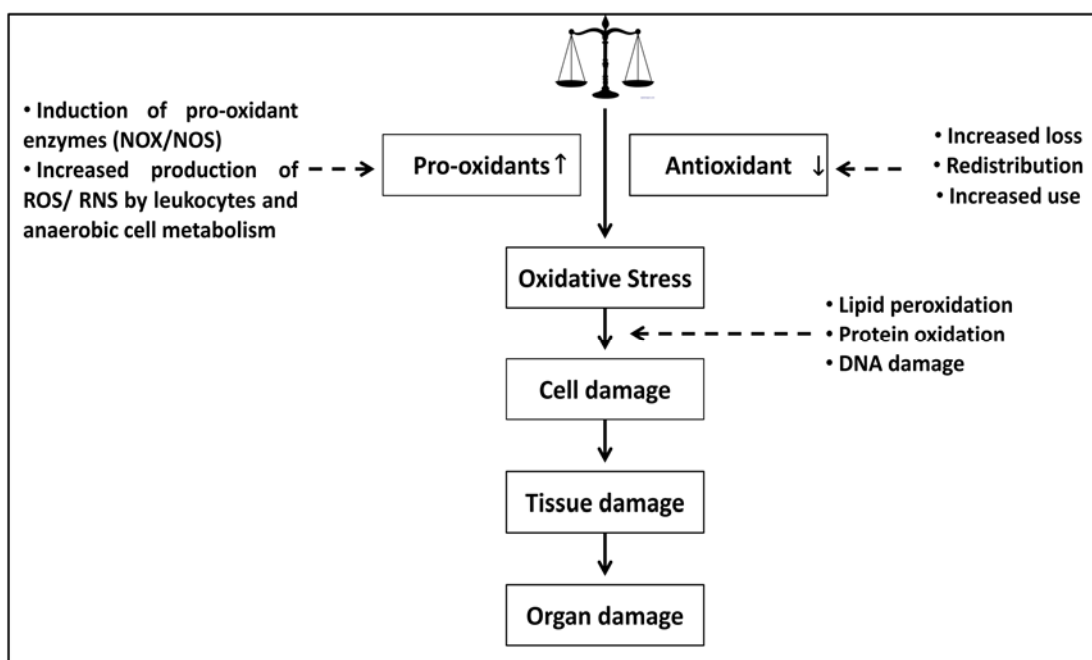 • Induction of pro-oxidant
enzymes (NOX/NOS)
• Increased production of
ROS/ RNS by leukocytes and
anaerobic cell metabolism
Pro-oxidants ↑
Antioxidant ↓
• Increased loss
• Redistribution
• Increased use
Oxidative Stress
• Lipid peroxidation
• Protein oxidation
• DNA damage
Cell damage
Tissue damage
Organ damage